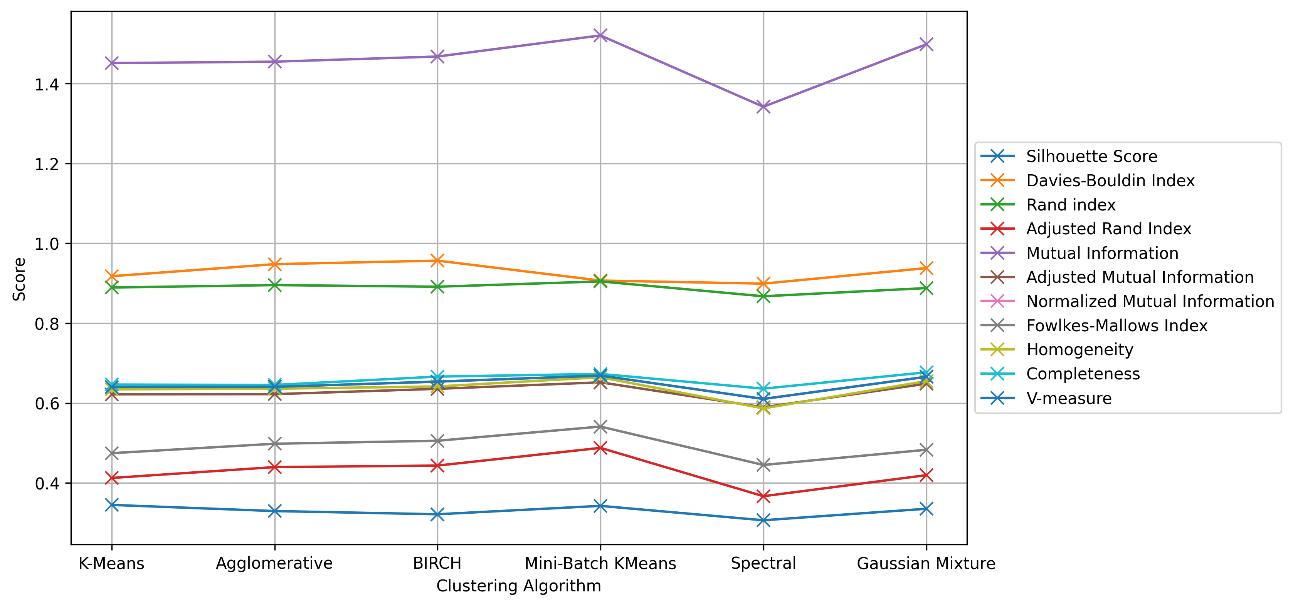 1.4
1.2
1.0
0.8
0.6
0.4
Score
K-Means
Agglomerative
BIRCH
Mini-Batch KMeans
Spectral
Gaussian Mixture
Clustering Algorithm
Silhouette Score
Davies-Bouldin Index
Rand index
Adjusted Rand Index
Mutual Information
Adjusted Mutual Information
Normalized Mutual Information
Fowlkes-Mallows Index
Homogeneity
Completeness
V-measure